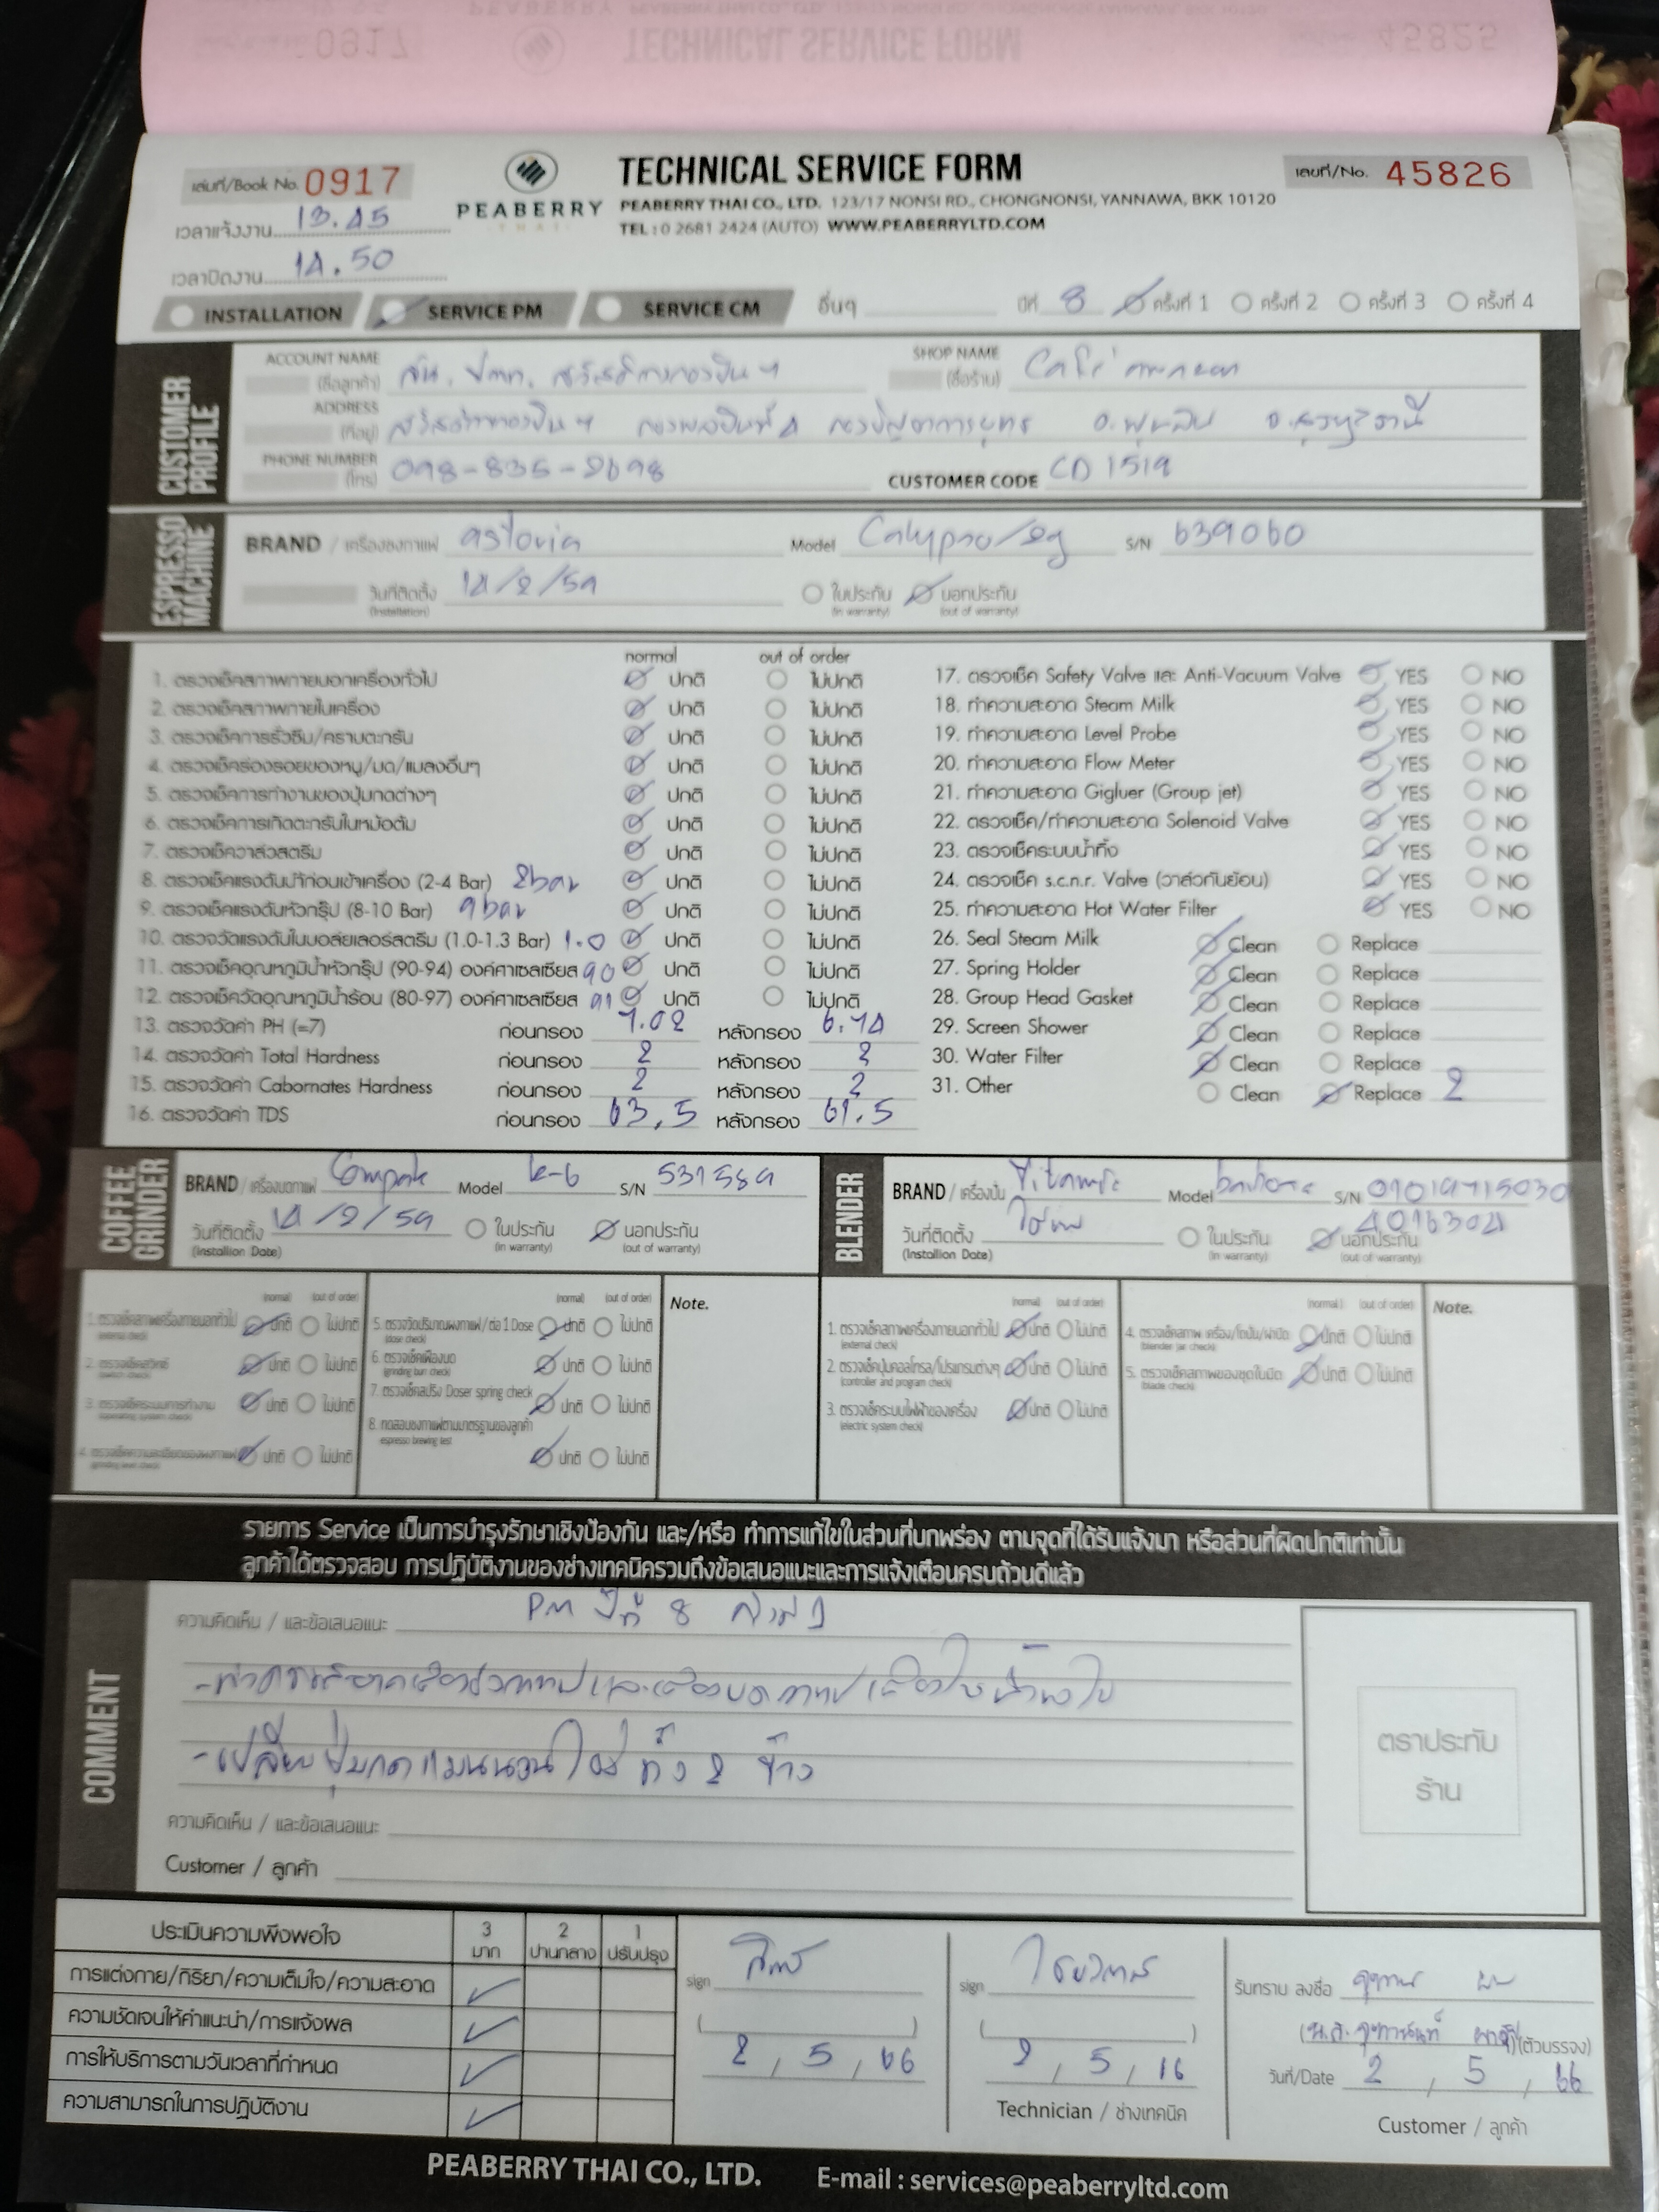 เล่มที่/Book No. 0917
PEABERRY
THAI
TECHNICAL SERVICE FORM
เลขที่/No. 45826
PEABERRY THAI CO., LTD. 123/17 NONSI RD., CHONGNONSI, YANNAWA, BKK 10120
TEL : 0 2681 2424 (AUTO) WWW.PEABERRYLTD.COM
เวลาแจ้งงาน 13.45
เวลาปิดงาน 14.50
INSTALLATION SERVICE PM SERVICE CM อื่นๆ ปีที่ 8 ครั้งที่ 1 ครั้งที่ 2 ครั้งที่ 3 ครั้งที่ 4
CUSTOMER PROFILE
ACCOUNT NAME (ชื่อลูกค้า)
SHOP NAME (ชื่อร้าน)
ADDRESS (ที่อยู่) กองบิน
PHONE NUMBER (โทร) 098-835-2698 CUSTOMER CODE CD 1519
ESPRESSO MACHINE
BRAND / เครื่องชงกาแฟ astoria Model Calypso/2g S/N 639060
วันที่ติดตั้ง (Installation) 14/2/59 ในประกัน (in warranty) นอกประกัน (out of warranty)
normal out of order
1. ตรวจเช็คสภาพภายนอกเครื่องทั่วไป ปกติ ไม่ปกติ
2. ตรวจเช็คสภาพภายในเครื่อง ปกติ ไม่ปกติ
3. ตรวจเช็คการรั่วซึม/คราบตะกรัน ปกติ ไม่ปกติ
4. ตรวจเช็คร่องรอยของหนู/มด/แมลงอื่นๆ ปกติ ไม่ปกติ
5. ตรวจเช็คการทำงานของปุ่มกดต่างๆ ปกติ ไม่ปกติ
6. ตรวจเช็คการเกิดตะกรันในหม้อต้ม ปกติ ไม่ปกติ
7. ตรวจเช็ควาล์วสตรีม ปกติ ไม่ปกติ
8. ตรวจเช็คแรงดันน้ำก่อนเข้าเครื่อง (2-4 Bar) 2bar ปกติ ไม่ปกติ
9. ตรวจเช็คแรงดันหัวกรุ๊ป (8-10 Bar) 9bar ปกติ ไม่ปกติ
10. ตรวจวัดแรงดันในบอล์ยเลอร์สตรีม (1.0-1.3 Bar) 1.0 ปกติ ไม่ปกติ
11. ตรวจเช็คอุณหภูมิน้ำหัวกรุ๊ป (90-94) องค์ศาเซลเซียส 90 ปกติ ไม่ปกติ
12. ตรวจเช็ควัดอุณหภูมิน้ำร้อน (80-97) องค์ศาเซลเซียส 91 ปกติ ไม่ปกติ
13. ตรวจวัดค่า PH (=7) ก่อนกรอง 7.02 หลังกรอง 6.74
14. ตรวจวัดค่า Total Hardness ก่อนกรอง 2 หลังกรอง 2
15. ตรวจวัดค่า Cabornates Hardness ก่อนกรอง 2 หลังกรอง 2
16. ตรวจวัดค่า TDS ก่อนกรอง 63.5 หลังกรอง 61.5
17. ตรวจเช็ค Safety Valve และ Anti-Vacuum Valve YES NO
18. ทำความสะอาด Steam Milk YES NO
19. ทำความสะอาด Level Probe YES NO
20. ทำความสะอาด Flow Meter YES NO
21. ทำความสะอาด Gigluer (Group jet) YES NO
22. ตรวจเช็ค/ทำความสะอาด Solenoid Valve YES NO
23. ตรวจเช็คระบบน้ำทิ้ง YES NO
24. ตรวจเช็ค s.c.n.r. Valve (วาล์วกันย้อน) YES NO
25. ทำความสะอาด Hot Water Filter YES NO
26. Seal Steam Milk Clean Replace
27. Spring Holder Clean Replace
28. Group Head Gasket Clean Replace
29. Screen Shower Clean Replace
30. Water Filter Clean Replace
31. Other Clean Replace 2
COFFEE GRINDER
BRAND / เครื่องบดกาแฟ Compak Model k-6 S/N 531589
วันที่ติดตั้ง (Installion Date) 14/2/59 ในประกัน (in warranty) นอกประกัน (out of warranty)
BLENDER
BRAND / เครื่องปั่น Vitamix Model S/N
วันที่ติดตั้ง (Installion Date) ในประกัน (in warranty) นอกประกัน (out of warranty)
(normal) (out of order)
1. ตรวจเช็คสภาพเครื่องภายนอกทั่วไป (external check) ปกติ ไม่ปกติ
2. ตรวจเช็คสวิทช์ (switch check) ปกติ ไม่ปกติ
3. ตรวจเช็คระบบการทำงาน (operating system check) ปกติ ไม่ปกติ
4. ตรวจเช็คความละเอียดของผงกาแฟ (grinding level check) ปกติ ไม่ปกติ
(normal) (out of order)
5. ตรวจวัดปริมาณผงกาแฟ/ต่อ 1 Dose (dose check) ปกติ ไม่ปกติ
6. ตรวจเช็คเฟืองบด (grinding burr check) ปกติ ไม่ปกติ
7. ตรวจเช็คสปริง Doser spring check ปกติ ไม่ปกติ
8. ทดสอบชงกาแฟตามมาตรฐานของลูกค้า espresso brewing test ปกติ ไม่ปกติ
Note.
(normal) (out of order)
1. ตรวจเช็คสภาพเครื่องภายนอกทั่วไป (external check) ปกติ ไม่ปกติ
2. ตรวจเช็คปุ่มคอลโทรล/โปรแกรมต่างๆ (controller and program check) ปกติ ไม่ปกติ
3. ตรวจเช็คระบบไฟฟ้าของเครื่อง (electric system check) ปกติ ไม่ปกติ
(normal) (out of order)
4. ตรวจเช็คสภาพ เครื่อง/โถปั่น/ฝาปิด (blender jar check) ปกติ ไม่ปกติ
5. ตรวจเช็คสภาพของชุดใบมีด (blade check) ปกติ ไม่ปกติ
Note.
รายการ Service เป็นการบำรุงรักษาเชิงป้องกัน และ/หรือ ทำการแก้ไขในส่วนที่บกพร่อง ตามจุดที่ได้รับแจ้งมา หรือส่วนที่ผิดปกติเท่านั้น
ลูกค้าได้ตรวจสอบ การปฏิบัติงานของช่างเทคนิครวมถึงข้อเสนอแนะและการแจ้งเตือนครบถ้วนดีแล้ว
COMMENT
ความคิดเห็น / และข้อเสนอแนะ PM ปีที่ 8 ครั้งที่ 1
-ทำความสะอาดเครื่องชงกาแฟและเครื่องบดกาแฟ
-เปลี่ยนปุ่มกดแมนนวลให้ทั้ง 2 ข้าง
ความคิดเห็น / และข้อเสนอแนะ
Customer / ลูกค้า
ตราประทับ
ร้าน
ประเมินความพึงพอใจ 3 มาก 2 ปานกลาง 1 ปรับปรุง
การแต่งกาย/กิริยา/ความเต็มใจ/ความสะอาด
ความชัดเจนให้คำแนะนำ/การแจ้งผล
การให้บริการตามวันเวลาที่กำหนด
ความสามารถในการปฏิบัติงาน
sign
2 , 5 , 66
sign
2 , 5 , 66
Technician / ช่างเทคนิค
รับทราบ ลงชื่อ
(น.ส. (ตัวบรรจง)
วันที่/Date 2 , 5 , 66
Customer / ลูกค้า
PEABERRY THAI CO., LTD. E-mail : services@peaberryltd.com